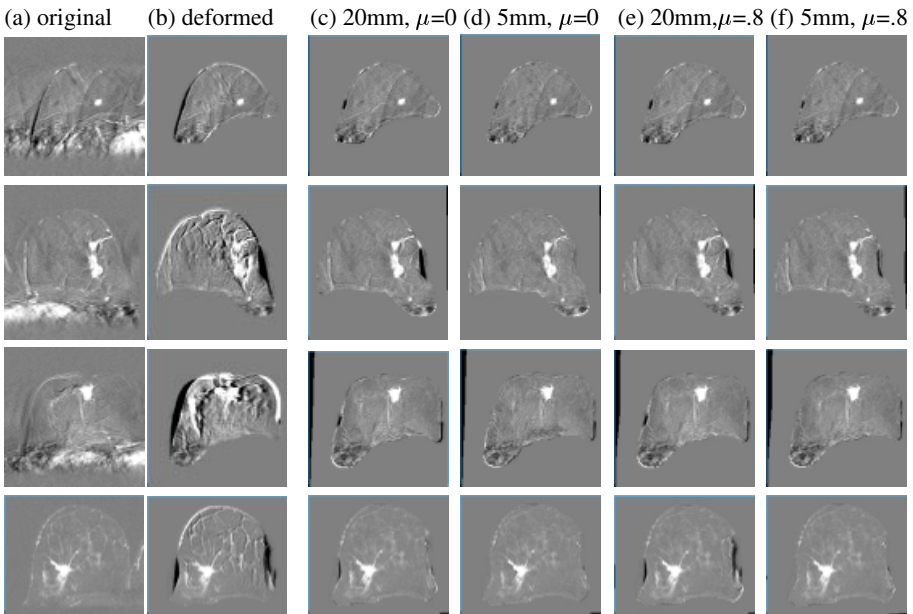 (a) original (b) deformed (c) 20mm, μ=0 (d) 5mm, μ=0 (e) 20mm,μ=.8 (f) 5mm, μ=.8